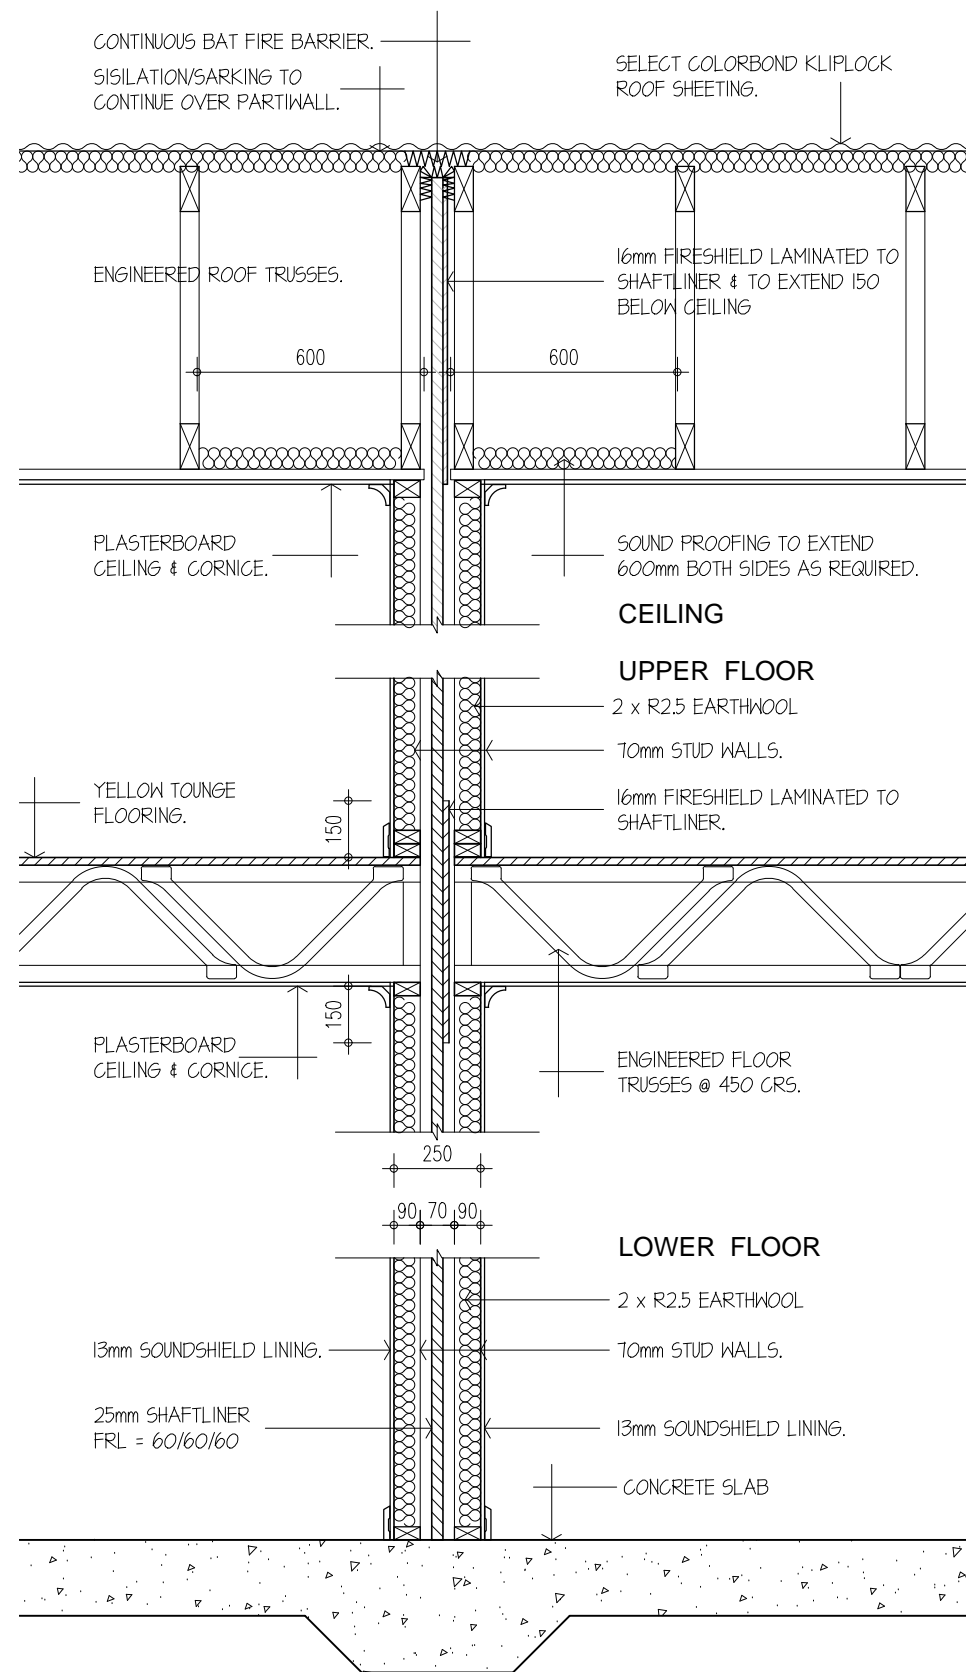 CONTINUOUS BAT FIRE BARRIER.
SISILATION/SARKING TO
CONTINUE OVER PARTIWALL.
SELECT COLORBOND KLIPLOCK
ROOF SHEETING.
ENGINEERED ROOF TRUSSES.
16mm FIRESHIELD LAMINATED TO
SHAFTLINER & TO EXTEND 150
BELOW CEILING
600
600
PLASTERBOARD
CEILING & CORNICE.
SOUND PROOFING TO EXTEND
600mm BOTH SIDES AS REQUIRED.
CEILING
UPPER FLOOR
2 x R2.5 EARTHWOOL
70mm STUD WALLS.
YELLOW TOUNGE
FLOORING.
150
16mm FIRESHIELD LAMINATED TO
SHAFTLINER.
150
PLASTERBOARD
CEILING & CORNICE.
ENGINEERED FLOOR
TRUSSES @ 450 CRS.
250
90 70 90
LOWER FLOOR
2 x R2.5 EARTHWOOL
13mm SOUNDSHIELD LINING.
70mm STUD WALLS.
25mm SHAFTLINER
FRL = 60/60/60
13mm SOUNDSHIELD LINING.
CONCRETE SLAB